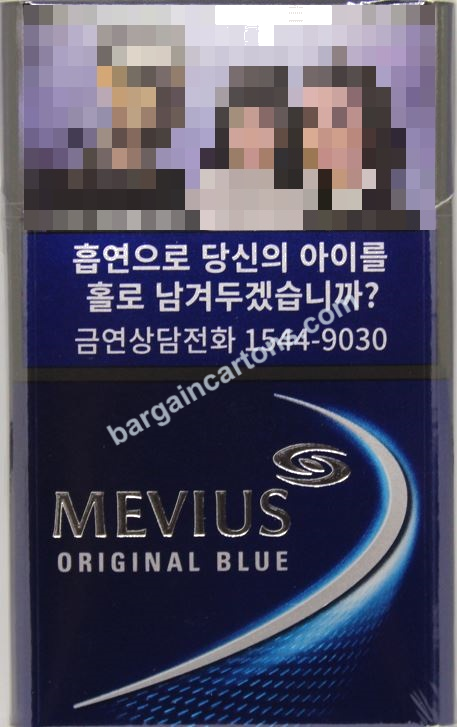 흡연으로 당신의 아이를
홀로 남겨두겠습니까?
금연상담전화 1544-9030
bargaincartons.com
MEVIUS
ORIGINAL BLUE